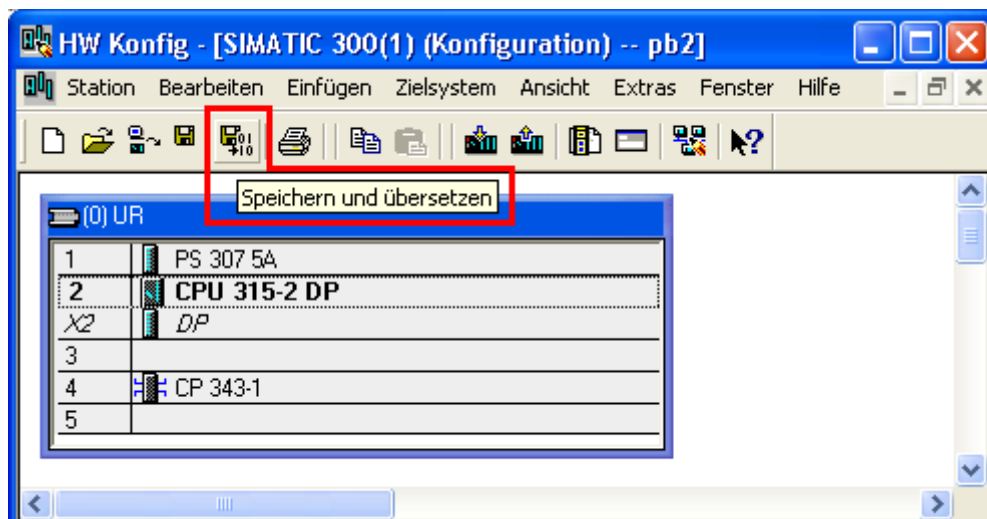 HW Konfig - [SIMATIC 300(1) (Konfiguration) -- pb2]
Station Bearbeiten Einfügen Zielsystem Ansicht Extras Fenster Hilfe
Speichern und übersetzen
(0) UR
1 PS 307 5A
2 CPU 315-2 DP
X2 DP
3
4 CP 343-1
5